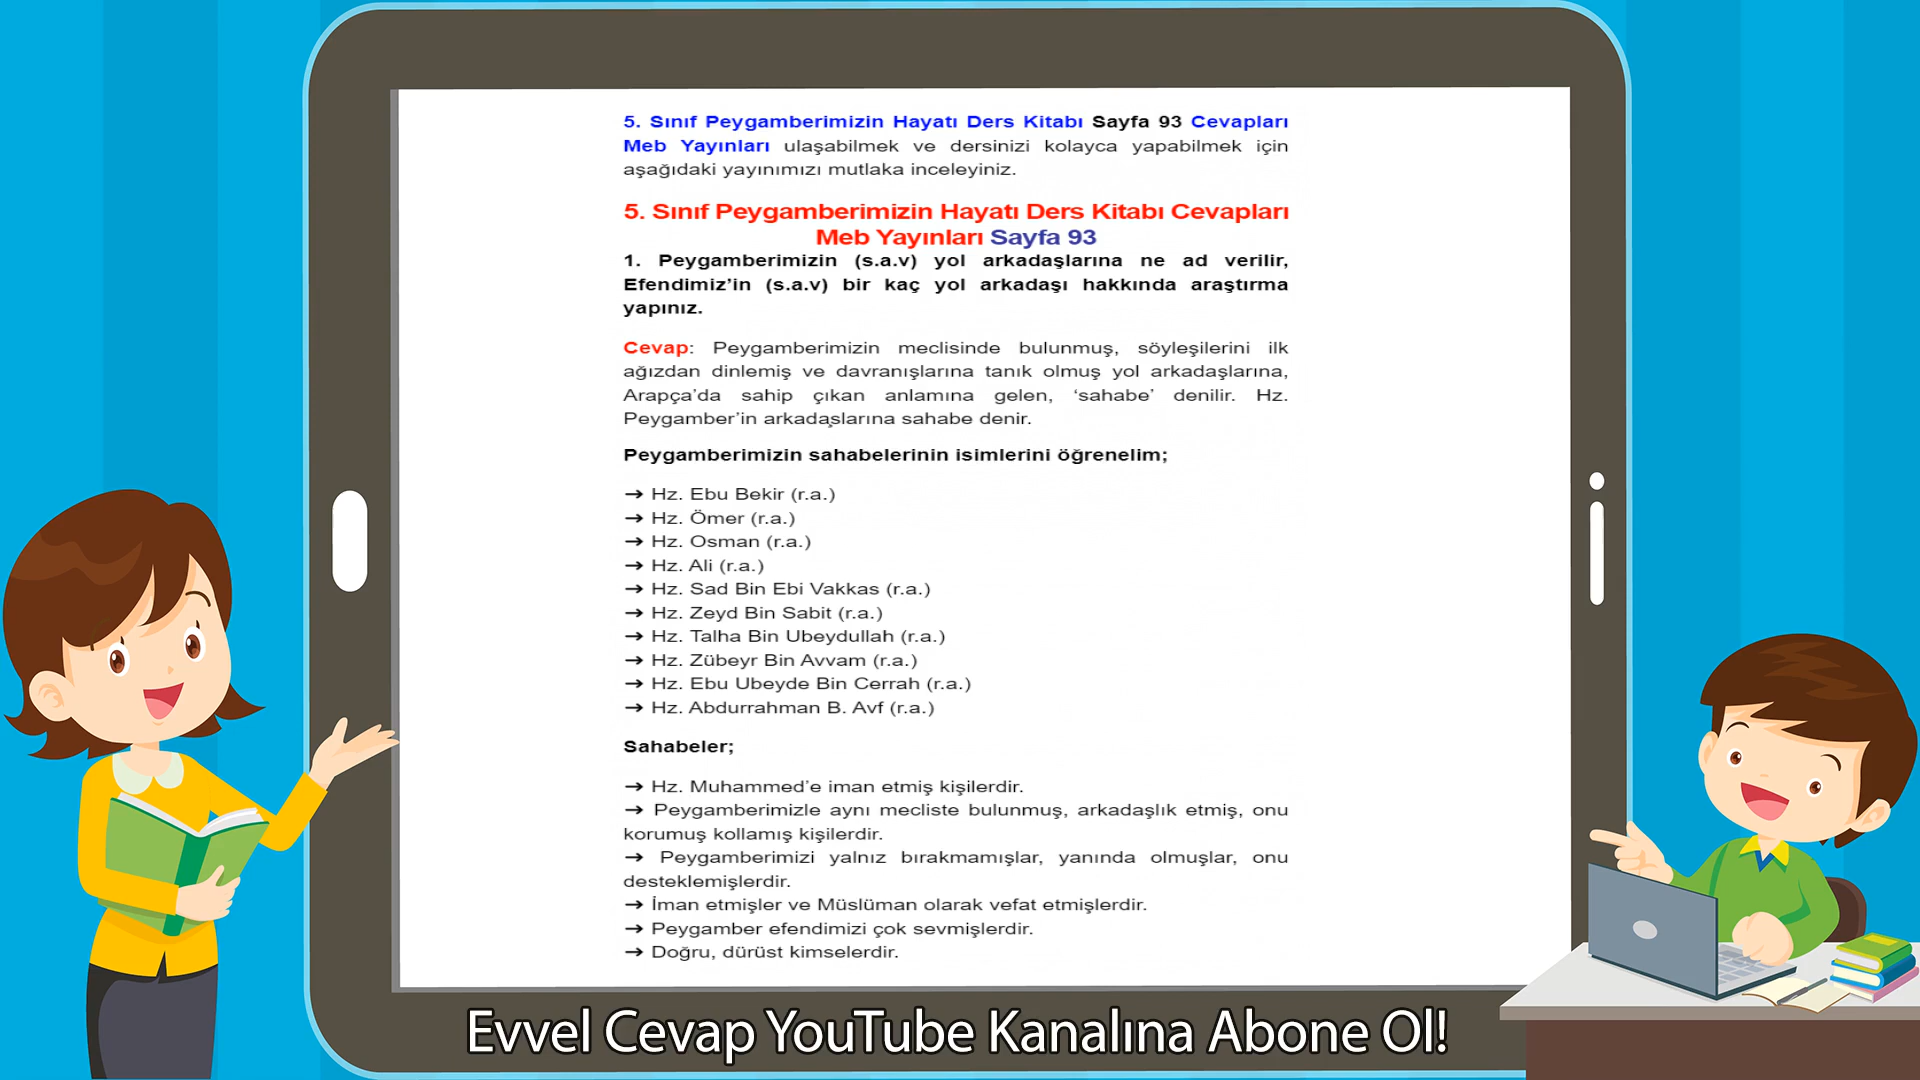 5. Sınıf Peygamberimizin Hayatı Ders Kitabı Sayfa 93 Cevapları
Meb Yayınları ulaşabilmek ve dersinizi kolayca yapabilmek için
aşağıdaki yayınımızı mutlaka inceleyiniz.
5. Sınıf Peygamberimizin Hayatı Ders Kitabı Cevapları
Meb Yayınları Sayfa 93
1. Peygamberimizin (s.a.v) yol arkadaşlarına ne ad verilir,
Efendimiz’in (s.a.v) bir kaç yol arkadaşı hakkında araştırma
yapınız.
Cevap: Peygamberimizin meclisinde bulunmuş, söyleşilerini ilk
ağızdan dinlemiş ve davranışlarına tanık olmuş yol arkadaşlarına,
Arapça’da sahip çıkan anlamına gelen, ‘sahabe’ denilir. Hz.
Peygamber’in arkadaşlarına sahabe denir.
Peygamberimizin sahabelerinin isimlerini öğrenelim;
→ Hz. Ebu Bekir (r.a.)
→ Hz. Ömer (r.a.)
→ Hz. Osman (r.a.)
→ Hz. Ali (r.a.)
→ Hz. Sad Bin Ebi Vakkas (r.a.)
→ Hz. Zeyd Bin Sabit (r.a.)
→ Hz. Talha Bin Ubeydullah (r.a.)
→ Hz. Zübeyr Bin Avvam (r.a.)
→ Hz. Ebu Ubeyde Bin Cerrah (r.a.)
→ Hz. Abdurrahman B. Avf (r.a.)
Sahabeler;
→ Hz. Muhammed’e iman etmiş kişilerdir.
→ Peygamberimizle aynı mecliste bulunmuş, arkadaşlık etmiş, onu
korumuş kollamış kişilerdir.
→ Peygamberimizi yalnız bırakmamışlar, yanında olmuşlar, onu
desteklemişlerdir.
→ İman etmişler ve Müslüman olarak vefat etmişlerdir.
→ Peygamber efendimizi çok sevmişlerdir.
→ Doğru, dürüst kimselerdir.
Evvel Cevap YouTube Kanalına Abone Ol!